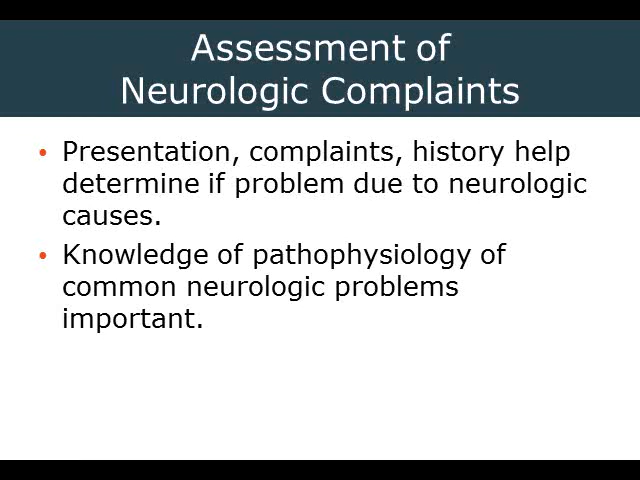 Assessment of
Neurologic Complaints
• Presentation, complaints, history help
determine if problem due to neurologic
causes.
• Knowledge of pathophysiology of
common neurologic problems
important.